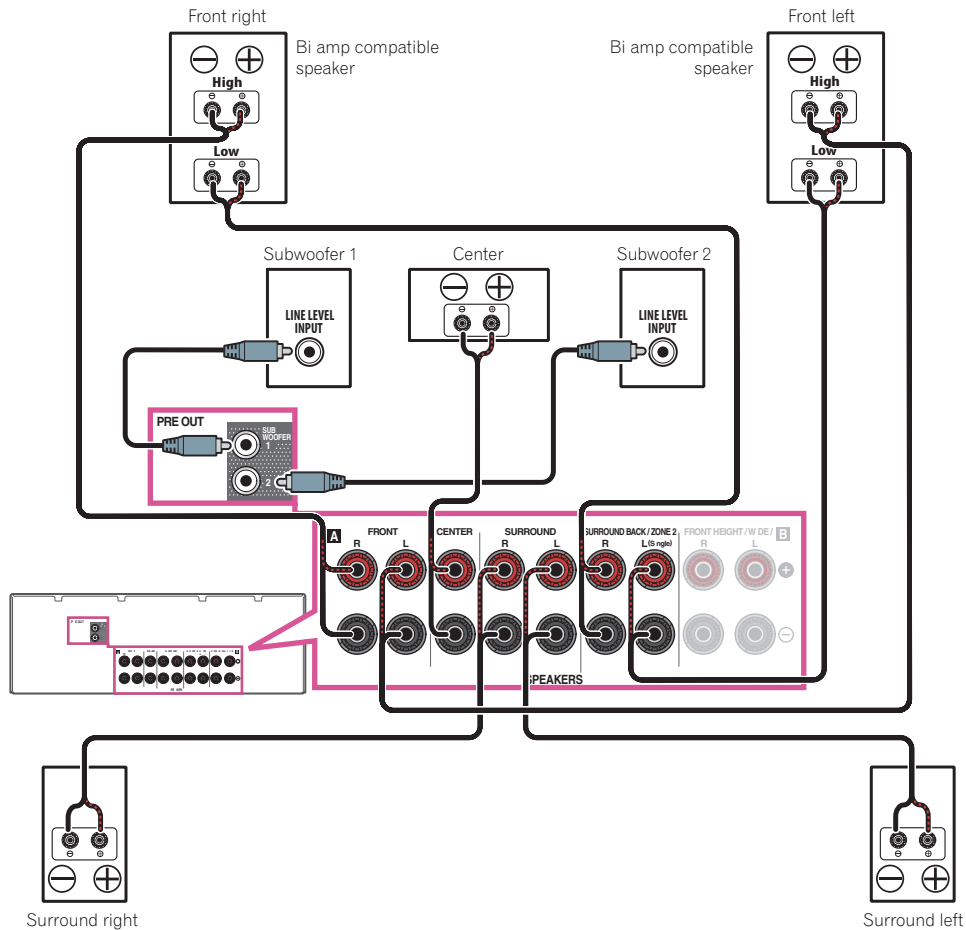 Front right
Front left
Bi amp compatible
speaker
Bi amp compatible
speaker
High
High
Low
Low
Subwoofer 1
Center
Subwoofer 2
LINE LEVEL
INPUT
LINE LEVEL
INPUT
PRE OUT
SUB
WOOFER
1
2
A
FRONT
CENTER
SURROUND
SURROUND BACK / ZONE 2
FRONT HEIGHT / W DE /
B
R
L
R
L
R
L (S ngle)
R
L
SPEAKERS
Surround right
Surround left